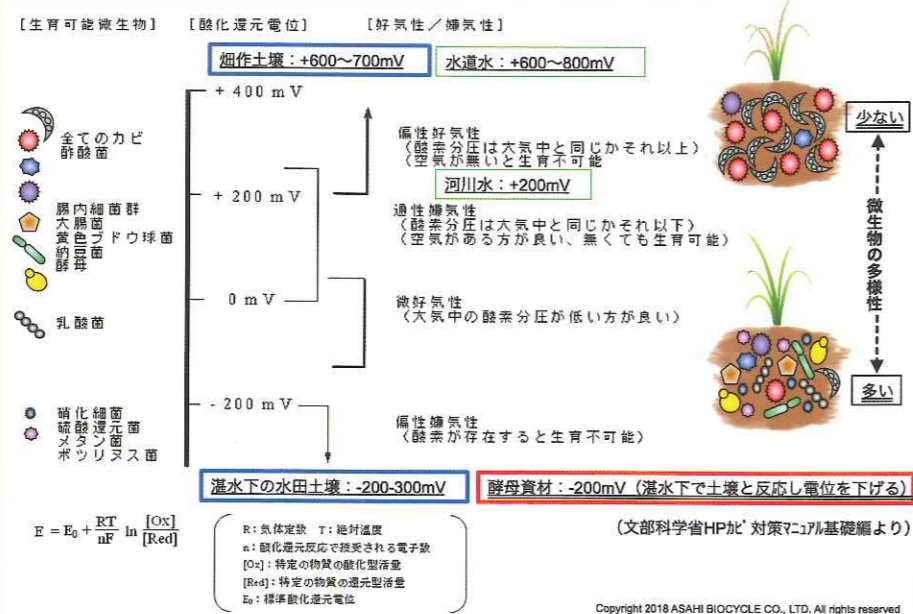 [生育可能微生物] [酸化還元電位] [好気性／嫌気性]
畑作土壌：+600〜700mV
水道水：+600〜800mV
+ 400 mV
全てのカビ
酢酸菌
偏性好気性
（酸素分圧は大気中と同じかそれ以上）
（空気が無いと生育不可能
少ない
河川水：+200mV
+ 200 mV
腸内細菌群
大腸菌
黄色ブドウ球菌
納豆菌
酵母
通性嫌気性
（酸素分圧は大気中と同じかそれ以下）
（空気がある方が良い、無くても生育可能）
微生物の多様性
0 mV
微好気性
（大気中の酸素分圧が低い方が良い）
乳酸菌
多い
- 200 mV
硝化細菌
硫酸還元菌
メタン菌
ボツリヌス菌
偏性嫌気性
（酸素が存在すると生育不可能）
湛水下の水田土壌：-200-300mV
酵母資材：-200mV（湛水下で土壌と反応し電位を下げる）
（文部科学省HPｶﾋﾞ対策ﾏﾆｭｱﾙ基礎編より）
E = E₀ + RT/nF ln [Ox]/[Red]
R：気体定数 T：絶対温度
n：酸化還元反応で授受される電子数
[Ox]：特定の物質の酸化型活量
[Red]：特定の物質の還元型活量
E₀：標準酸化還元電位
Copyright 2018 ASAHI BIOCYCLE CO., LTD. All rights reserved